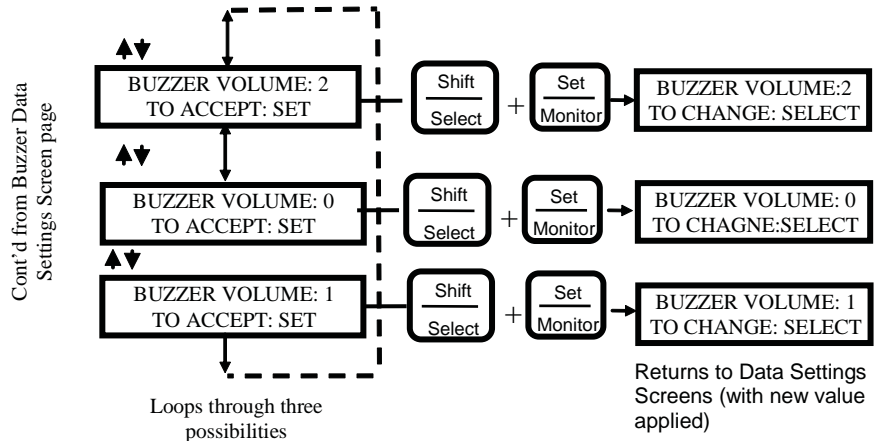 Cont'd from Buzzer Data
Settings Screen page
BUZZER VOLUME: 2
TO ACCEPT: SET
Shift
Select
+
Set
Monitor
BUZZER VOLUME:2
TO CHANGE: SELECT
BUZZER VOLUME: 0
TO ACCEPT: SET
Shift
Select
+
Set
Monitor
BUZZER VOLUME: 0
TO CHAGNE:SELECT
BUZZER VOLUME: 1
TO ACCEPT: SET
Shift
Select
+
Set
Monitor
BUZZER VOLUME: 1
TO CHANGE: SELECT
Loops through three
possibilities
Returns to Data Settings
Screens (with new value
applied)